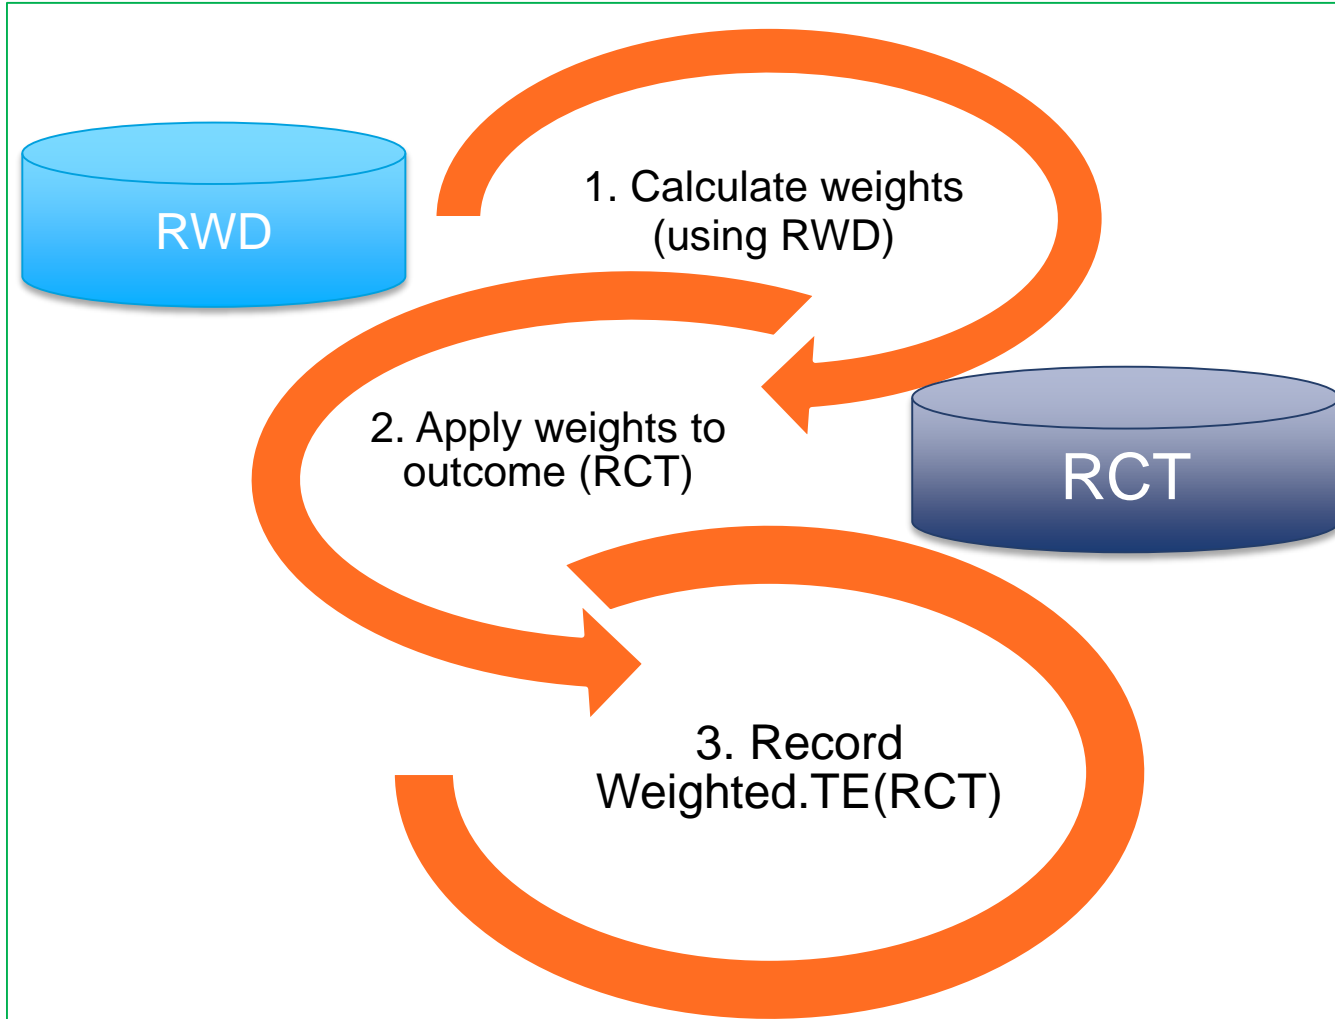 RWD
1. Calculate weights
(using RWD)
2. Apply weights to
outcome (RCT)
RCT
3. Record
Weighted.TE(RCT)